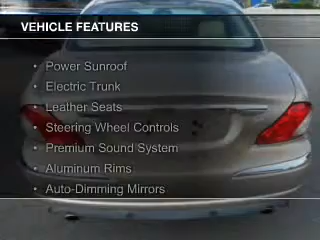 VEHICLE FEATURES
• Power Sunroof
• Electric Trunk
• Leather Seats
• Steering Wheel Controls
• Premium Sound System
• Aluminum Rims
• Auto-Dimming Mirrors